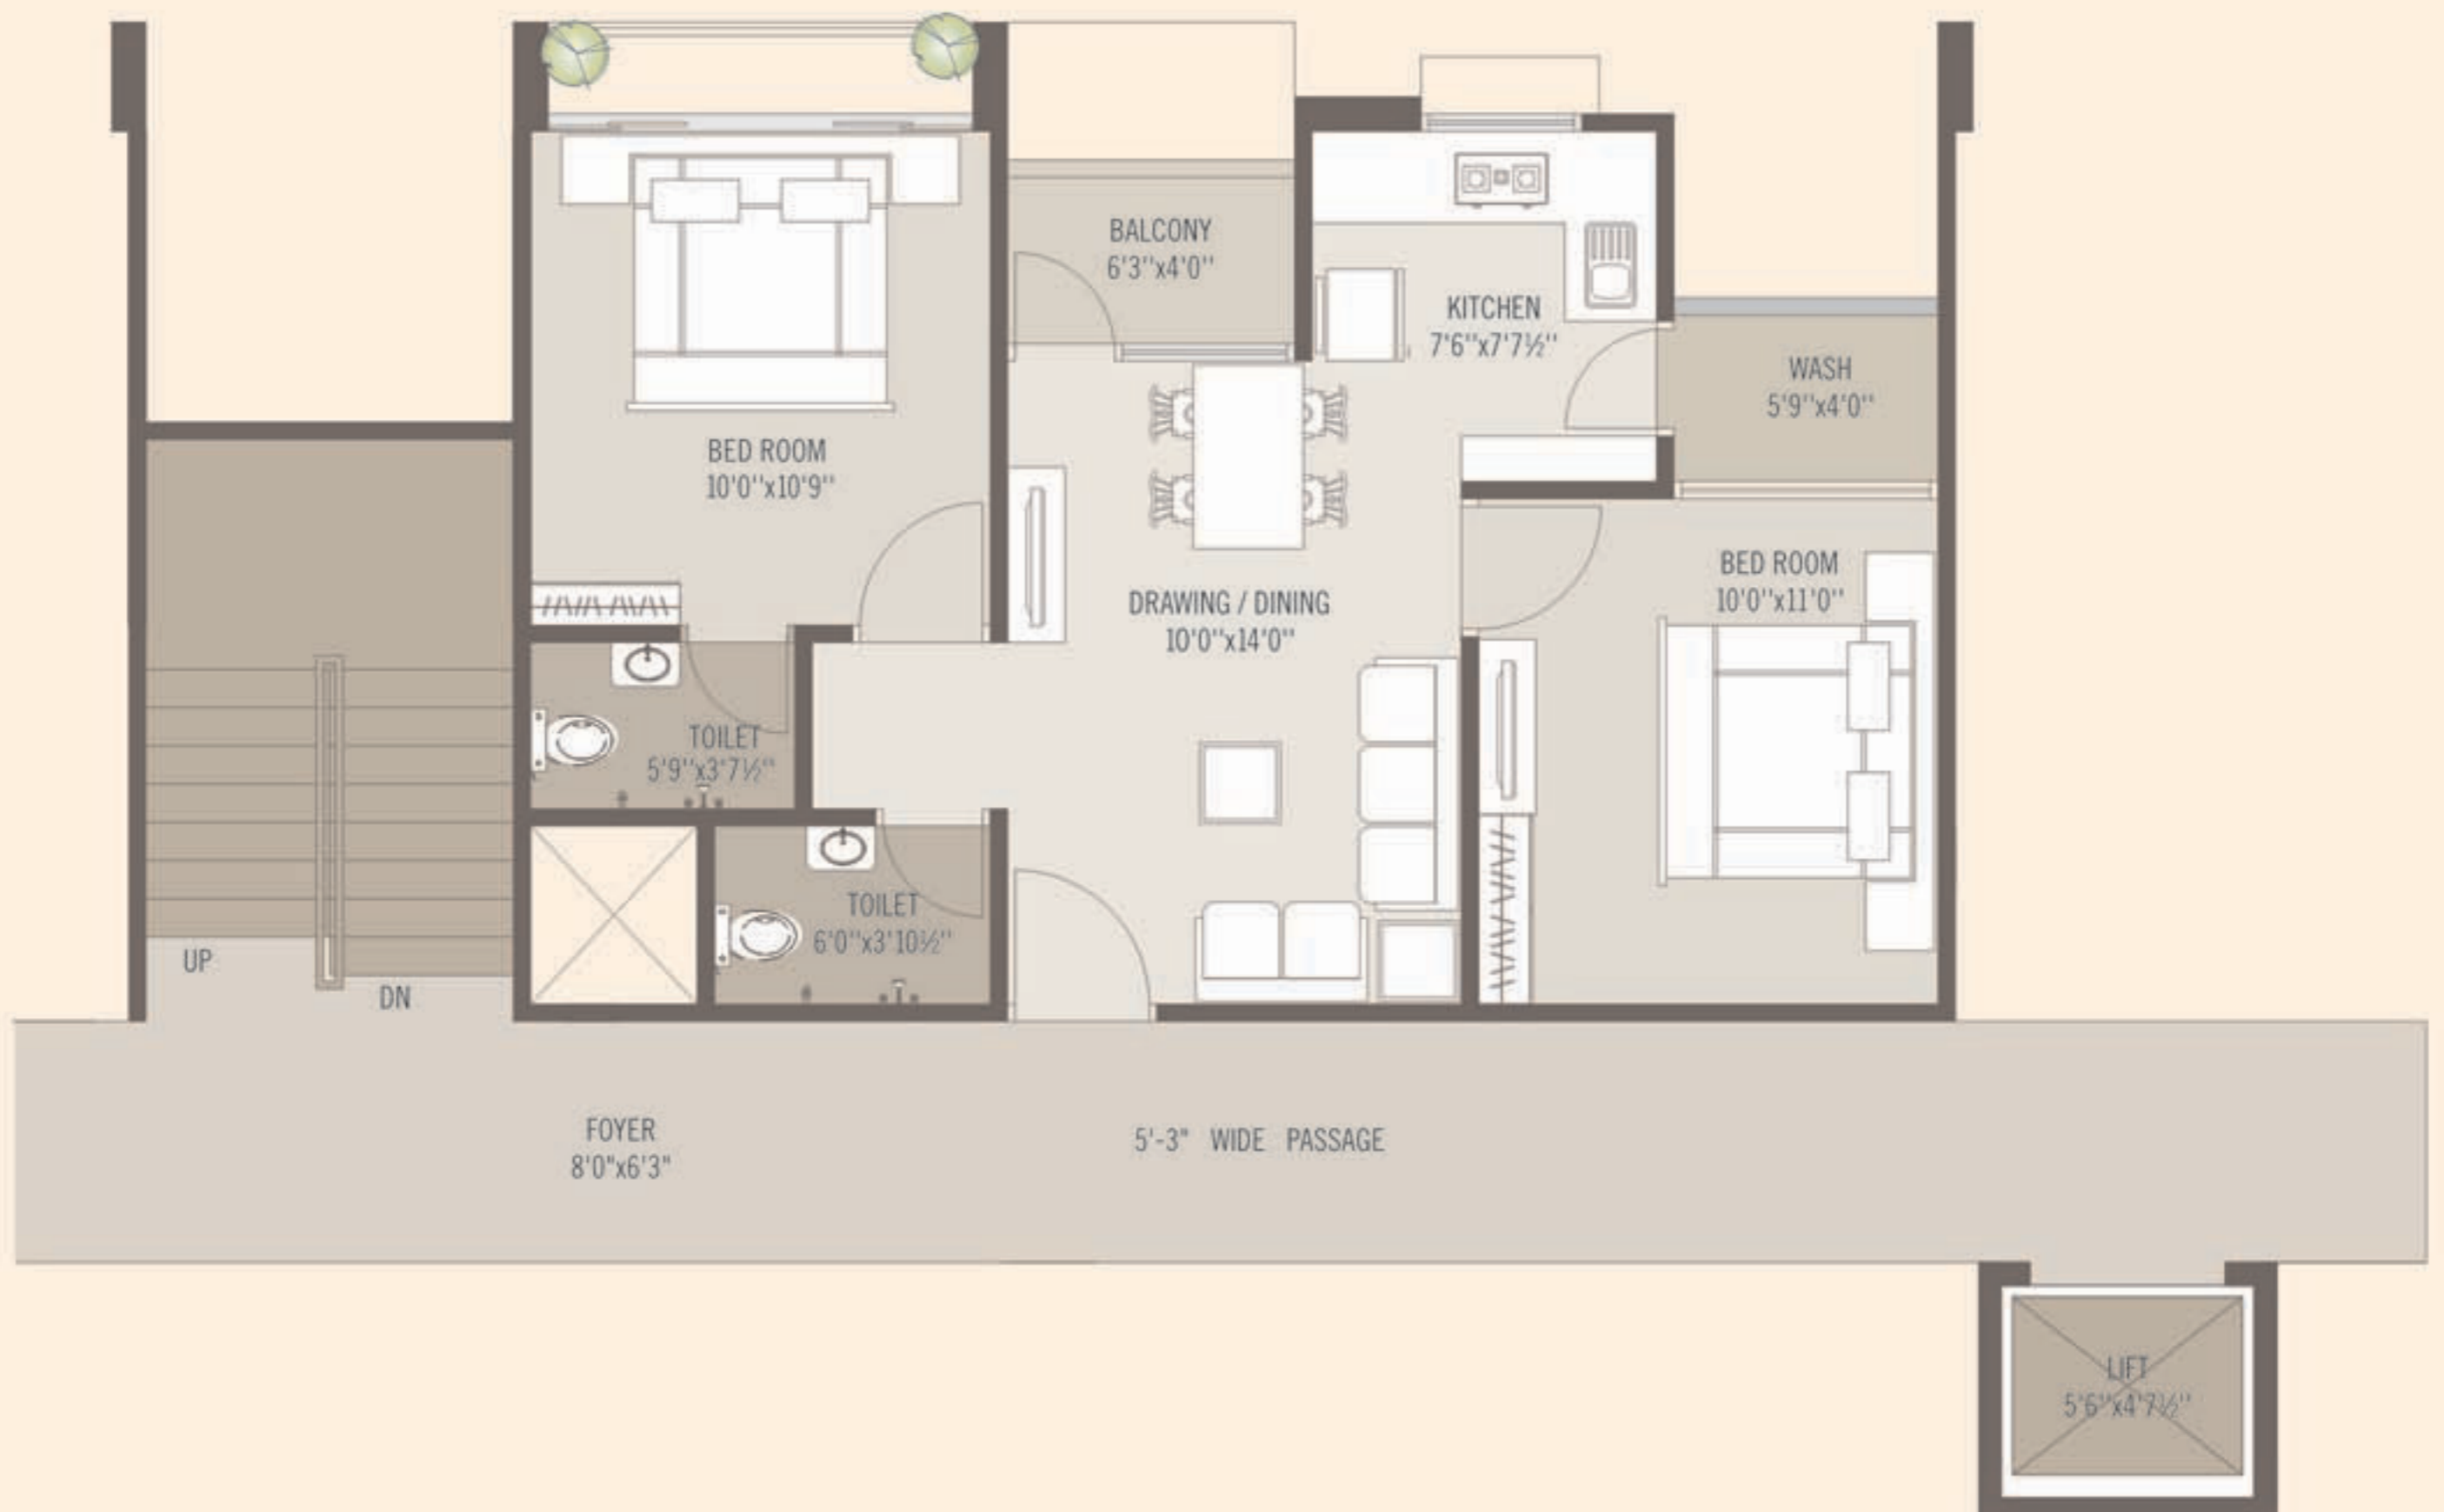 BALCONY
6'3''x4'0''
KITCHEN
7'6''x7'7½''
WASH
5'9''x4'0''
BED ROOM
10'0''x10'9''
BED ROOM
10'0''x11'0''
DRAWING / DINING
10'0''x14'0''
TOILET
5'9''x3'7½''
TOILET
6'0''x3'10½''
UP
DN
FOYER
8'0"x6'3"
5'-3" WIDE PASSAGE
LIFT
5'6''x4'7½''